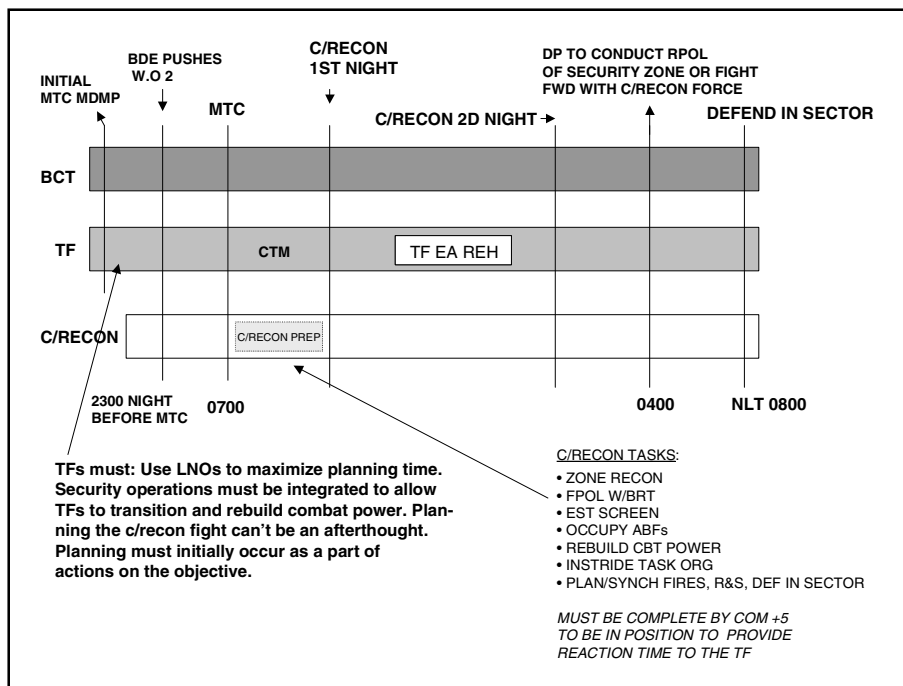 INITIAL
MTC MDMP
BDE PUSHES
W.O 2
MTC
C/RECON
1ST NIGHT
C/RECON 2D NIGHT
DP TO CONDUCT RPOL
OF SECURITY ZONE OR FIGHT
FWD WITH C/RECON FORCE
DEFEND IN SECTOR
BCT
TF
CTM
TF EA REH
C/RECON
C/RECON PREP
2300 NIGHT
BEFORE MTC
0700
0400
NLT 0800
TFs must: Use LNOs to maximize planning time.
Security operations must be integrated to allow
TFs to transition and rebuild combat power. Plan-
ning the c/recon fight can't be an afterthought.
Planning must initially occur as a part of
actions on the objective.
C/RECON TASKS:
• ZONE RECON
• FPOL W/BRT
• EST SCREEN
• OCCUPY ABFs
• REBUILD CBT POWER
• INSTRIDE TASK ORG
• PLAN/SYNCH FIRES, R&S, DEF IN SECTOR
MUST BE COMPLETE BY COM +5
TO BE IN POSITION TO PROVIDE
REACTION TIME TO THE TF